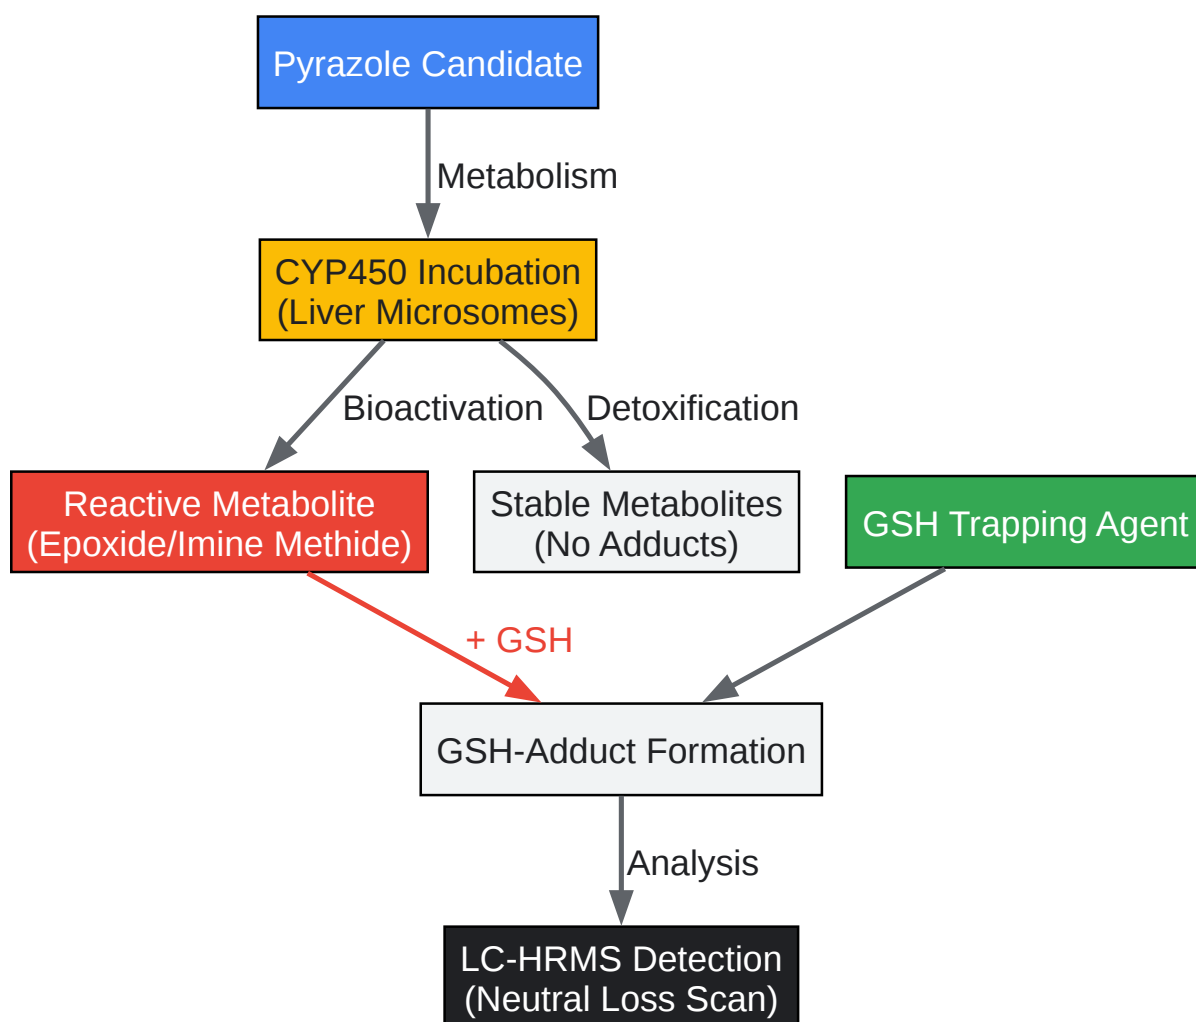 Pyrazole Candidate
Metabolism
CYP450 Incubation
(Liver Microsomes)
Bioactivation
Detoxification
Reactive Metabolite
(Epoxide/Imine Methide)
Stable Metabolites
(No Adducts)
GSH Trapping Agent
+ GSH
GSH-Adduct Formation
Analysis
LC-HRMS Detection
(Neutral Loss Scan)